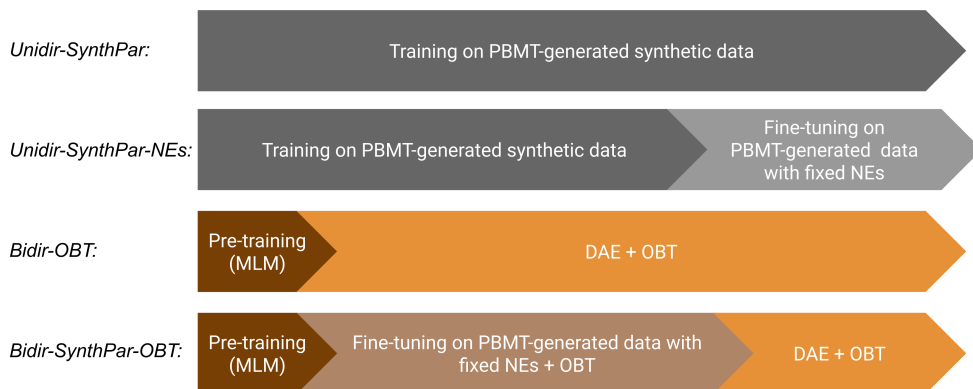 Unidir-SynthPar:
Training on PBMT-generated synthetic data
Unidir-SynthPar-NEs:
Training on PBMT-generated synthetic data
Fine-tuning on
PBMT-generated data
with fixed NEs
Bidir-OBT:
Pre-training
(MLM)
DAE + OBT
Bidir-SynthPar-OBT:
Pre-training
(MLM)
Fine-tuning on PBMT-generated data with
fixed NEs + OBT
DAE + OBT